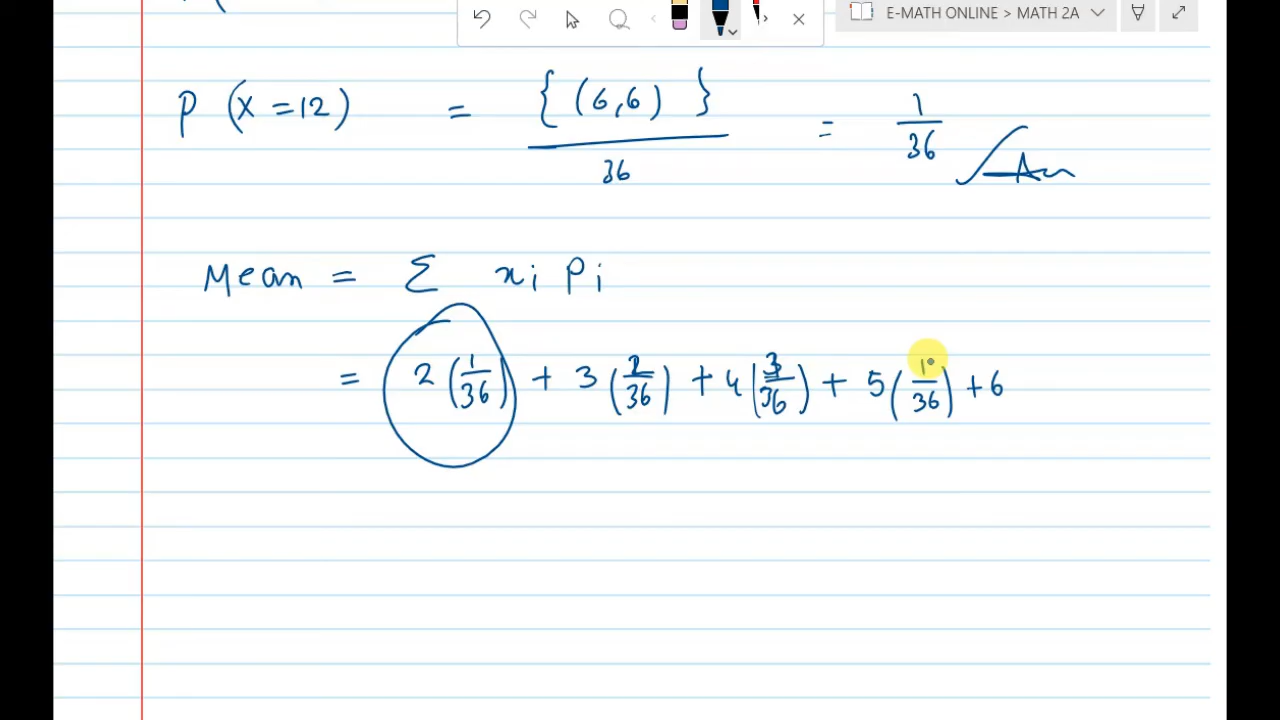 E-MATH ONLINE > MATH 2A
P (X = 12) = { (6,6) } / 36 = 1/36
Mean = Σ xi Pi
= 2 (1/36) + 3 (2/36) + 4 (3/36) + 5 (1/36) + 6